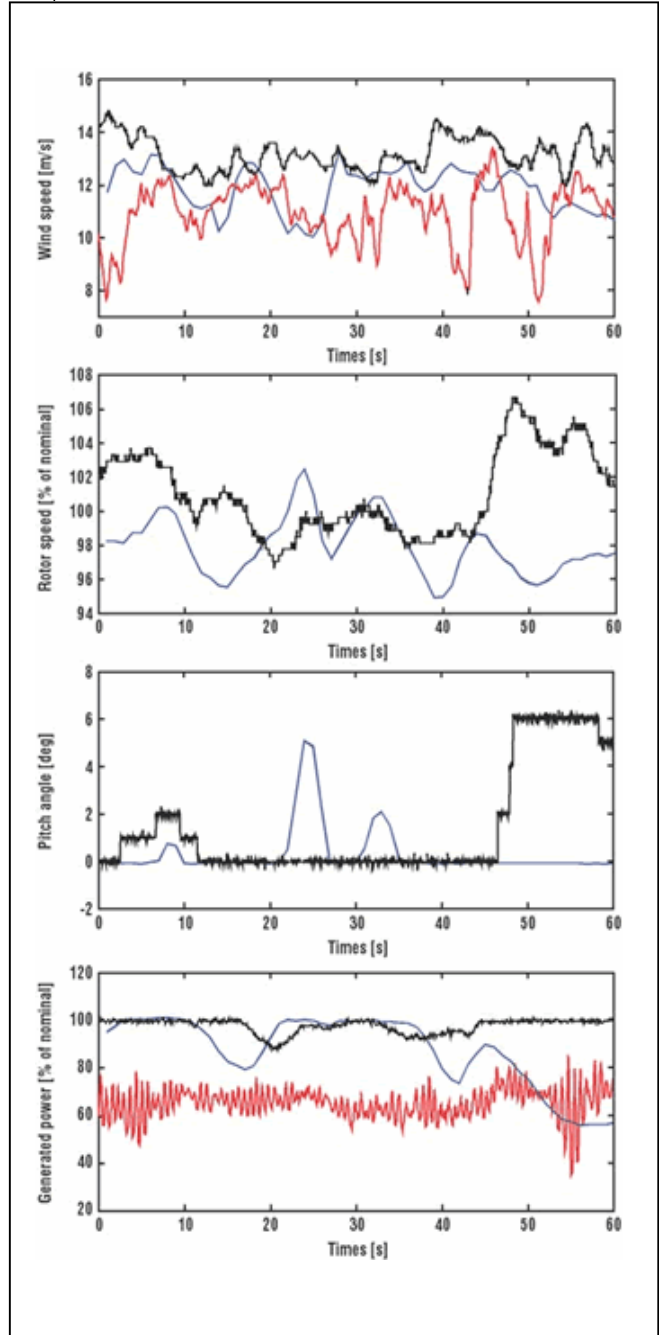 Wind speed [m/s]
16
14
12
10
8
0 10 20 30 40 50 60
Times [s]
Rotor speed [% of nominal]
108
106
104
102
100
98
96
94
0 10 20 30 40 50 60
Times [s]
Pitch angle [deg]
8
6
4
2
0
-2
0 10 20 30 40 50 60
Times [s]
Generated power [% of nominal]
120
100
80
60
40
20
0 10 20 30 40 50 60
Times [s]